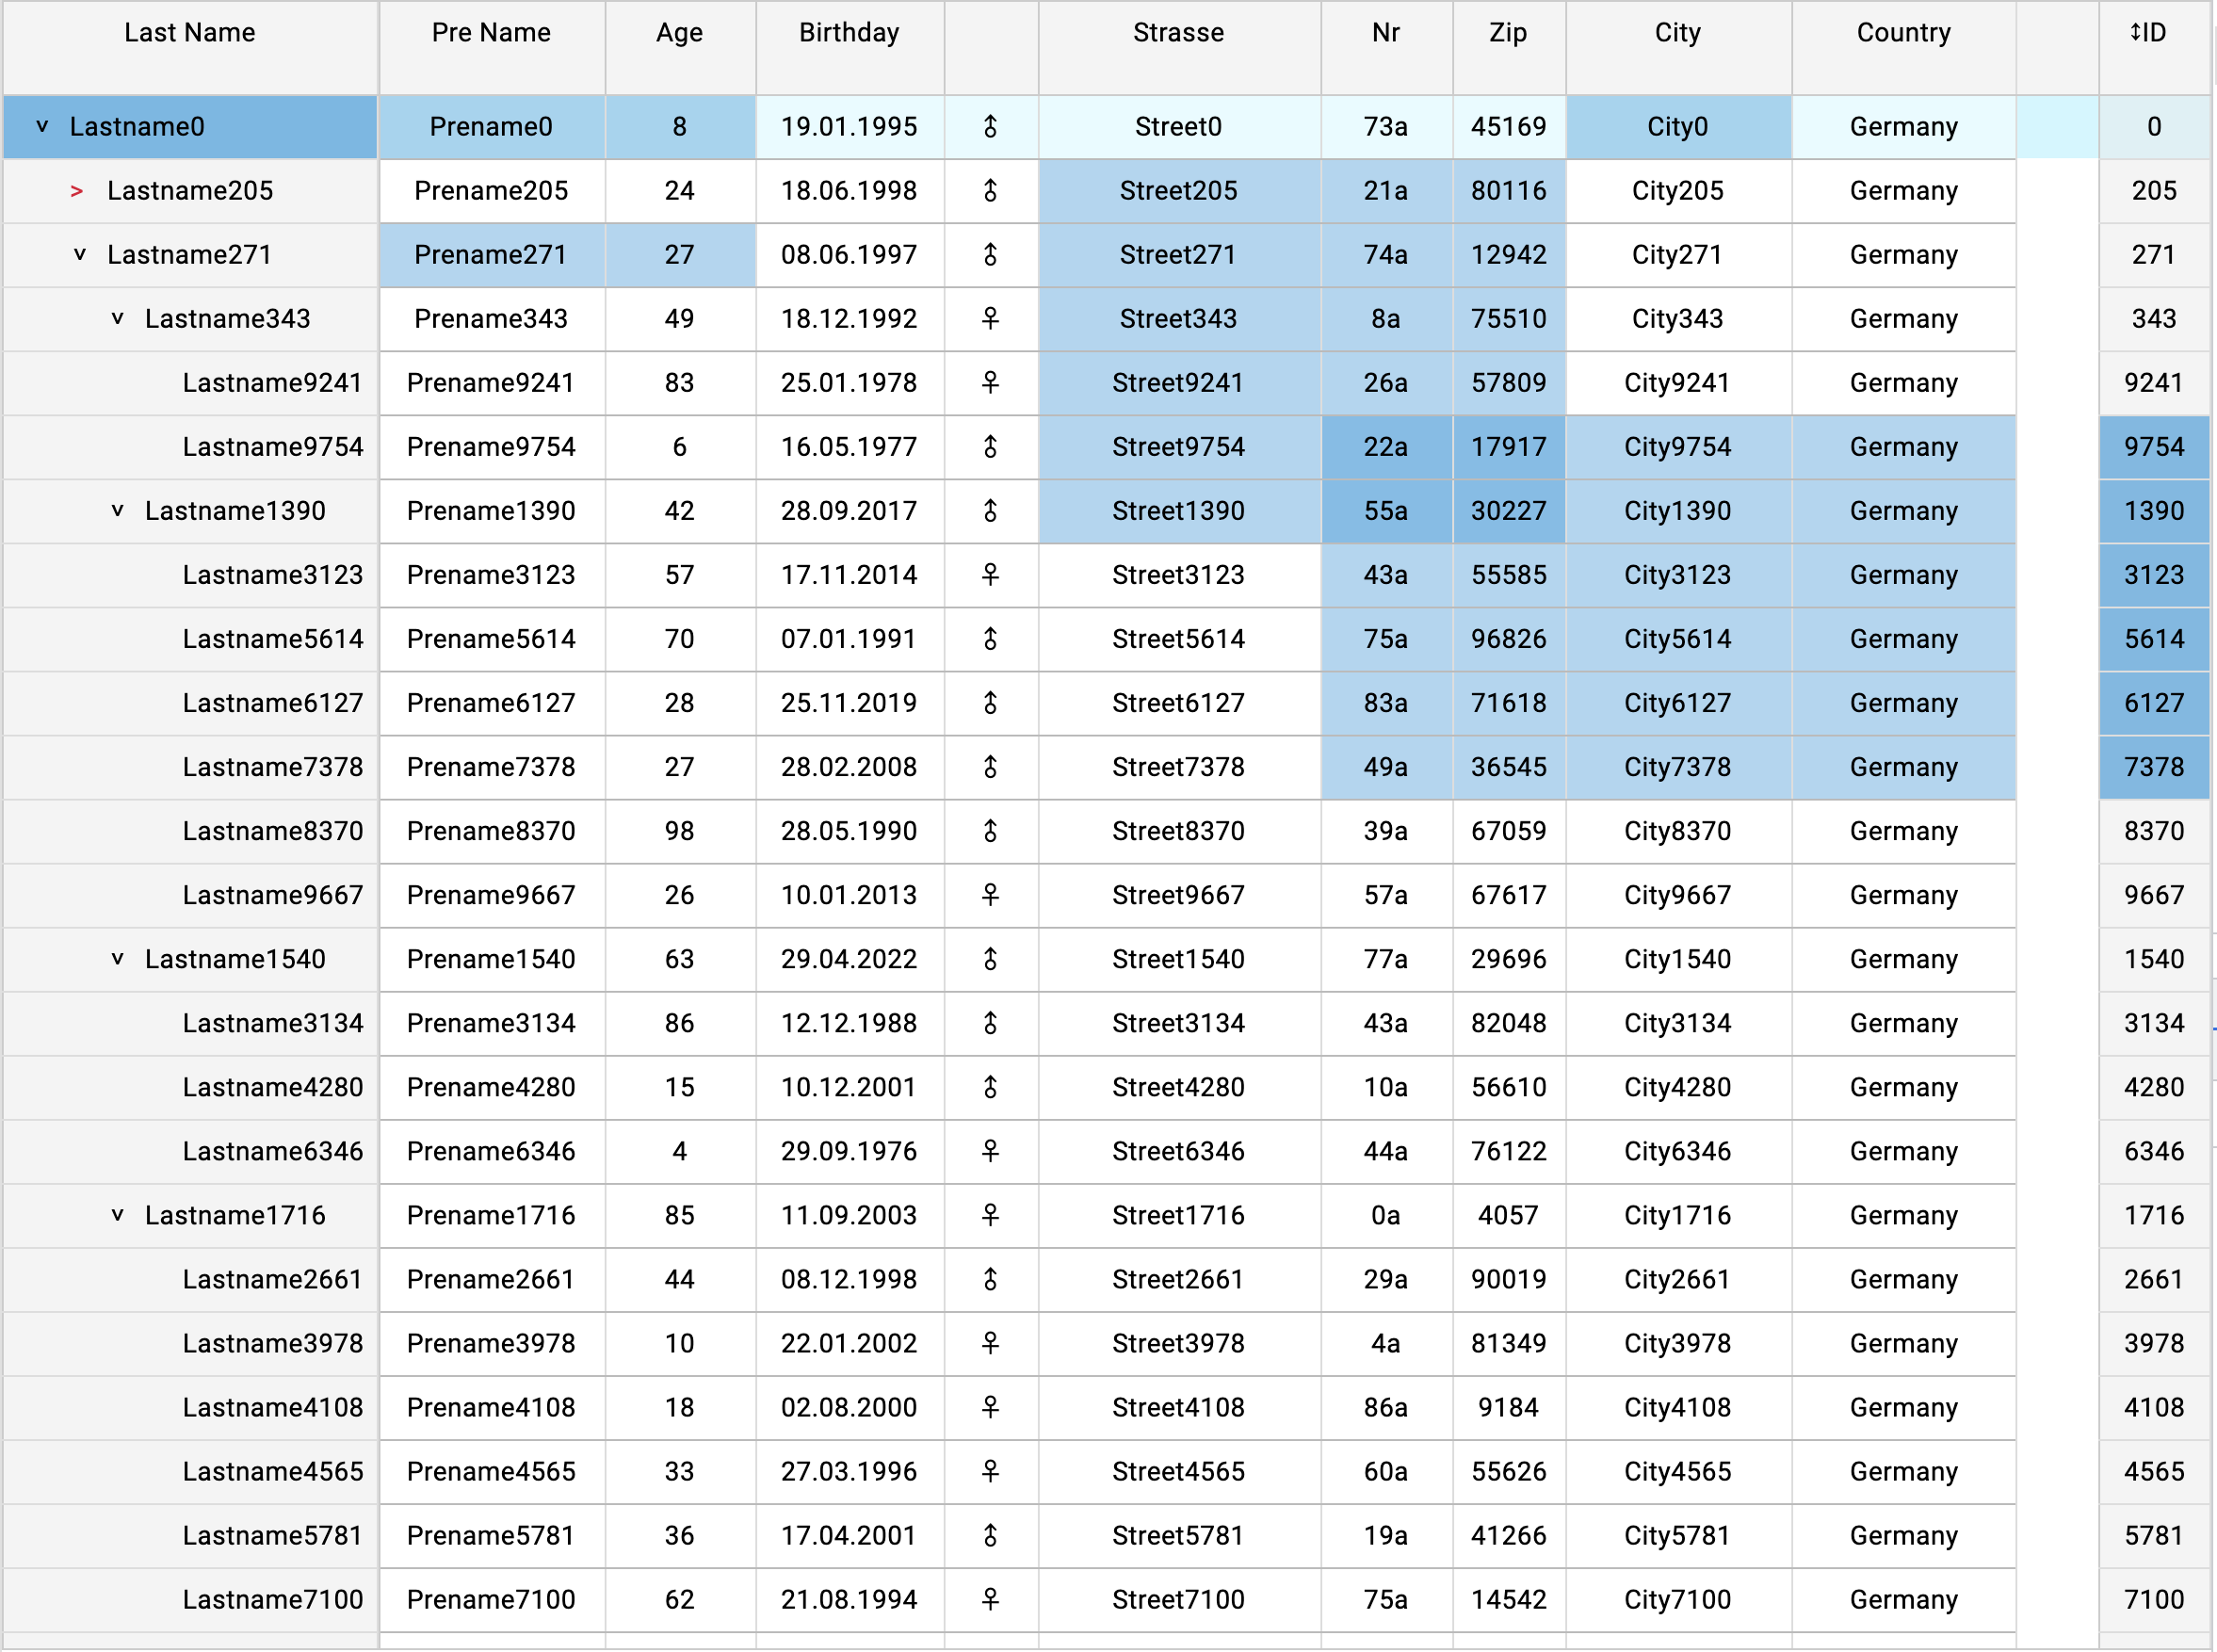 Last Name Pre Name Age Birthday Strasse Nr Zip City Country ↕ID
v Lastname0 Prename0 8 19.01.1995 ⚨ Street0 73a 45169 City0 Germany 0
> Lastname205 Prename205 24 18.06.1998 ⚨ Street205 21a 80116 City205 Germany 205
v Lastname271 Prename271 27 08.06.1997 ⚨ Street271 74a 12942 City271 Germany 271
v Lastname343 Prename343 49 18.12.1992 ♀ Street343 8a 75510 City343 Germany 343
Lastname9241 Prename9241 83 25.01.1978 ♀ Street9241 26a 57809 City9241 Germany 9241
Lastname9754 Prename9754 6 16.05.1977 ⚨ Street9754 22a 17917 City9754 Germany 9754
v Lastname1390 Prename1390 42 28.09.2017 ⚨ Street1390 55a 30227 City1390 Germany 1390
Lastname3123 Prename3123 57 17.11.2014 ♀ Street3123 43a 55585 City3123 Germany 3123
Lastname5614 Prename5614 70 07.01.1991 ⚨ Street5614 75a 96826 City5614 Germany 5614
Lastname6127 Prename6127 28 25.11.2019 ⚨ Street6127 83a 71618 City6127 Germany 6127
Lastname7378 Prename7378 27 28.02.2008 ⚨ Street7378 49a 36545 City7378 Germany 7378
Lastname8370 Prename8370 98 28.05.1990 ⚨ Street8370 39a 67059 City8370 Germany 8370
Lastname9667 Prename9667 26 10.01.2013 ♀ Street9667 57a 67617 City9667 Germany 9667
v Lastname1540 Prename1540 63 29.04.2022 ⚨ Street1540 77a 29696 City1540 Germany 1540
Lastname3134 Prename3134 86 12.12.1988 ⚨ Street3134 43a 82048 City3134 Germany 3134
Lastname4280 Prename4280 15 10.12.2001 ⚨ Street4280 10a 56610 City4280 Germany 4280
Lastname6346 Prename6346 4 29.09.1976 ♀ Street6346 44a 76122 City6346 Germany 6346
v Lastname1716 Prename1716 85 11.09.2003 ♀ Street1716 0a 4057 City1716 Germany 1716
Lastname2661 Prename2661 44 08.12.1998 ⚨ Street2661 29a 90019 City2661 Germany 2661
Lastname3978 Prename3978 10 22.01.2002 ♀ Street3978 4a 81349 City3978 Germany 3978
Lastname4108 Prename4108 18 02.08.2000 ♀ Street4108 86a 9184 City4108 Germany 4108
Lastname4565 Prename4565 33 27.03.1996 ♀ Street4565 60a 55626 City4565 Germany 4565
Lastname5781 Prename5781 36 17.04.2001 ⚨ Street5781 19a 41266 City5781 Germany 5781
Lastname7100 Prename7100 62 21.08.1994 ♀ Street7100 75a 14542 City7100 Germany 7100